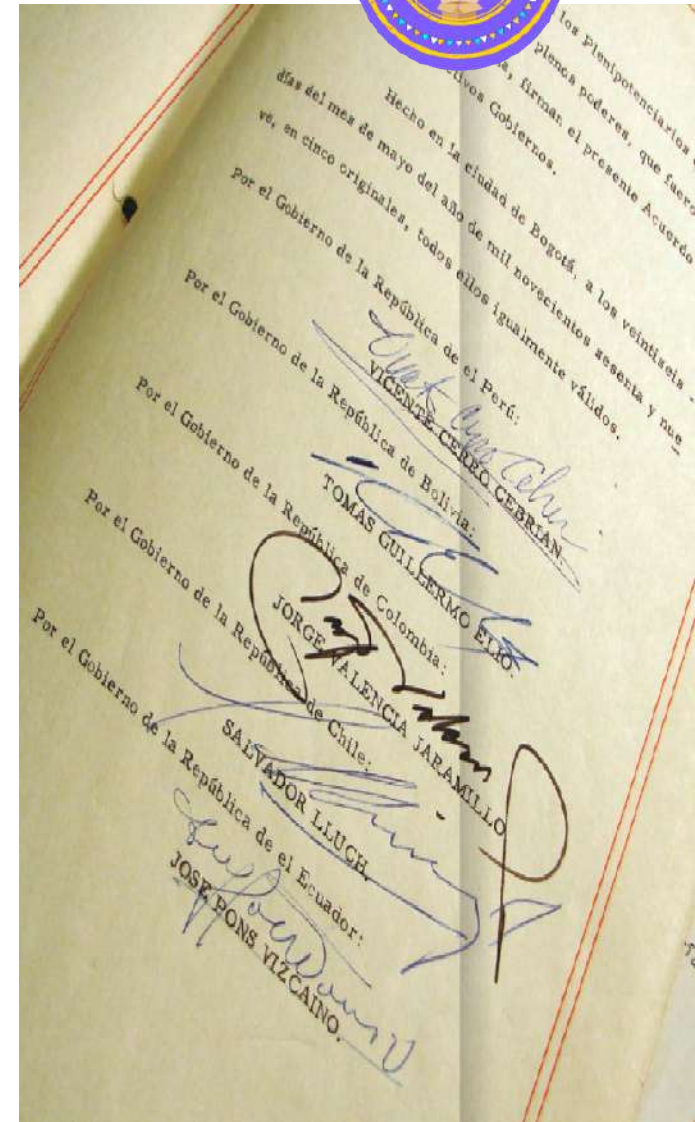 los Plenipotenciarios
plenos poderes, que fuero
firman el presente Acuerdo
Gobiernos.
Hecho en la ciudad de Bogotá, a los veintiseis -
días del mes de mayo del año de mil novecientos sesenta y nue
ve, en cinco originales, todos ellos igualmente válidos.
Por el Gobierno de la República de el Perú:
VICENTE CERRO CEBRIAN.
Por el Gobierno de la República de Bolivia:
TOMAS GUILLERMO ELIO.
Por el Gobierno de la República de Colombia:
JORGE VALENCIA JARAMILLO
Por el Gobierno de la República de Chile:
SALVADOR LLUCH.
Por el Gobierno de la República de el Ecuador:
JOSE PONS VIZCAINO.